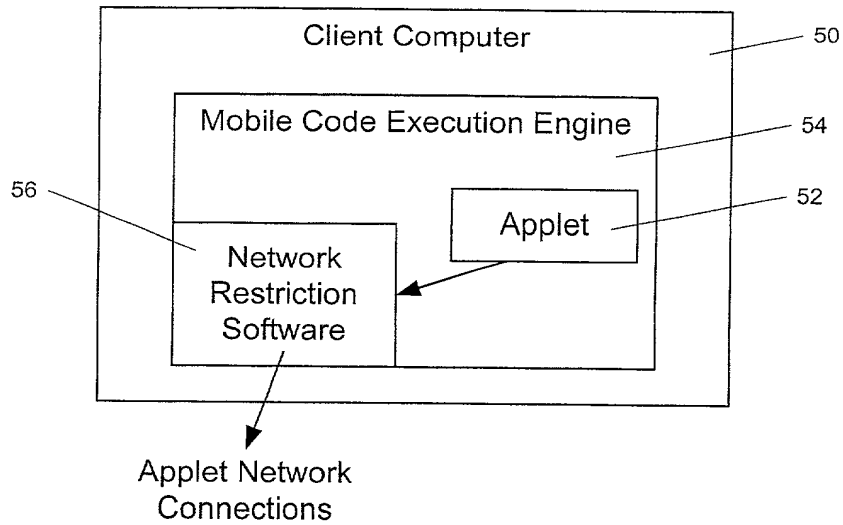 Client Computer
50
Mobile Code Execution Engine
54
56
52
Applet
Network
Restriction
Software
Applet Network
Connections